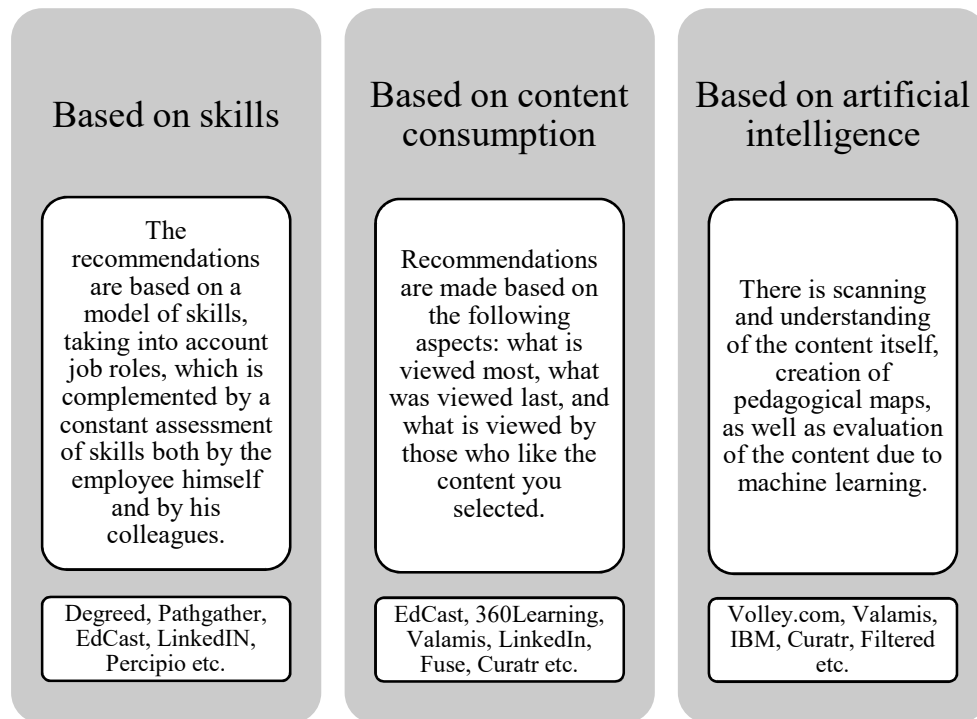 Based on skills
The
recommendations
are based on a
model of skills,
taking into account
job roles, which is
complemented by a
constant assessment
of skills both by the
employee himself
and by his
colleagues.
Degreed, Pathgather,
EdCast, LinkedIN,
Percipio etc.
Based on content
consumption
Recommendations
are made based on
the following
aspects: what is
viewed most, what
was viewed last, and
what is viewed by
those who like the
content you
selected.
EdCast, 360Learning,
Valamis, LinkedIn,
Fuse, Curatr etc.
Based on artificial
intelligence
There is scanning
and understanding
of the content itself,
creation of
pedagogical maps,
as well as evaluation
of the content due to
machine learning.
Volley.com, Valamis,
IBM, Curatr, Filtered
etc.